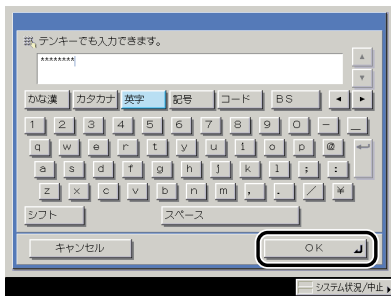 テンキーでも入力できます。
********
かな漢 カタカナ 英字 記号 コード BS
1 2 3 4 5 6 7 8 9 0 - _
q w e r t y u i o p @
a s d f g h j k l ; :
z x c v b n m , . / ¥
シフト スペース
キャンセル OK
システム状況/中止